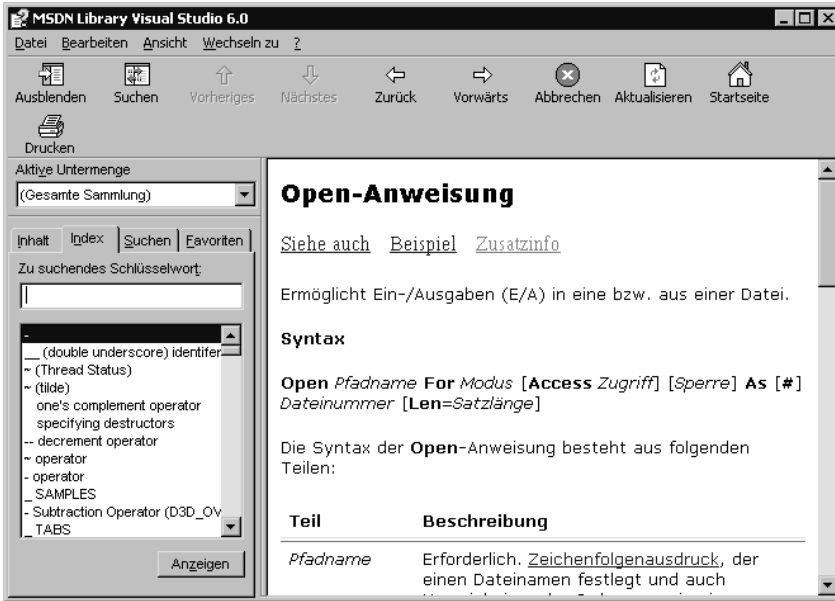 MSDN Library Visual Studio 6.0
Datei Bearbeiten Ansicht Wechseln zu ?
Ausblenden Suchen Vorheriges Nächstes Zurück Vorwärts Abbrechen Aktualisieren Startseite
Drucken
Aktive Untermenge
(Gesamte Sammlung)
Inhalt Index Suchen Favoriten
Zu suchendes Schlüsselwort:
-
__ (double underscore) identifer
~ (Thread Status)
~ (tilde)
one's complement operator
specifying destructors
-- decrement operator
~ operator
- operator
_ SAMPLES
- Subtraction Operator (D3D_OV
_ TABS
Anzeigen
Open-Anweisung
Siehe auch Beispiel Zusatzinfo
Ermöglicht Ein-/Ausgaben (E/A) in eine bzw. aus einer Datei.
Syntax
Open Pfadname For Modus [Access Zugriff] [Sperre] As [#]
Dateinummer [Len=Satzlänge]
Die Syntax der Open-Anweisung besteht aus folgenden
Teilen:
Teil Beschreibung
Pfadname Erforderlich. Zeichenfolgenausdruck, der
einen Dateinamen festlegt und auch